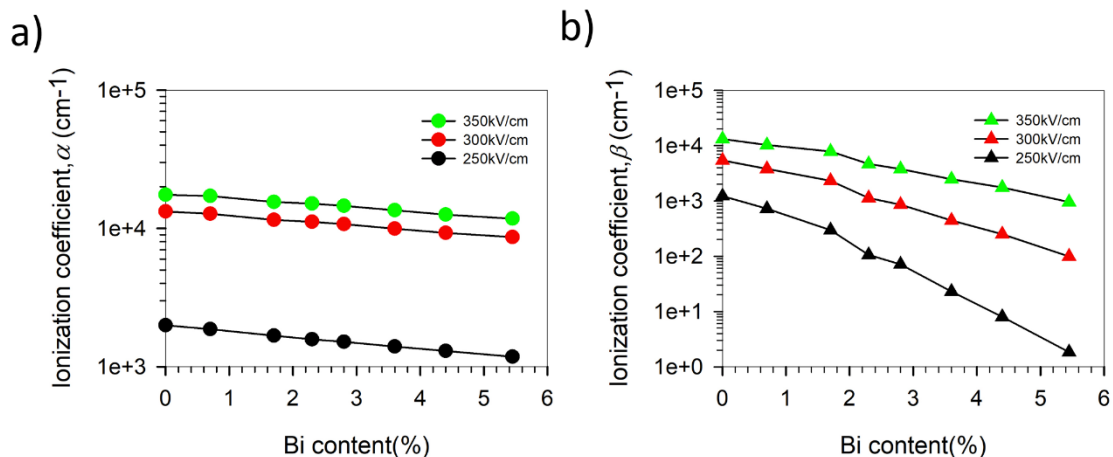 a)
Ionization coefficient,α (cm-1)
1e+5
1e+4
1e+3
350kV/cm
300kV/cm
250kV/cm
0 1 2 3 4 5 6
Bi content(%)
b)
Ionization coefficient,β (cm-1)
1e+5
1e+4
1e+3
1e+2
1e+1
1e+0
350kV/cm
300kV/cm
250kV/cm
0 1 2 3 4 5 6
Bi content(%)